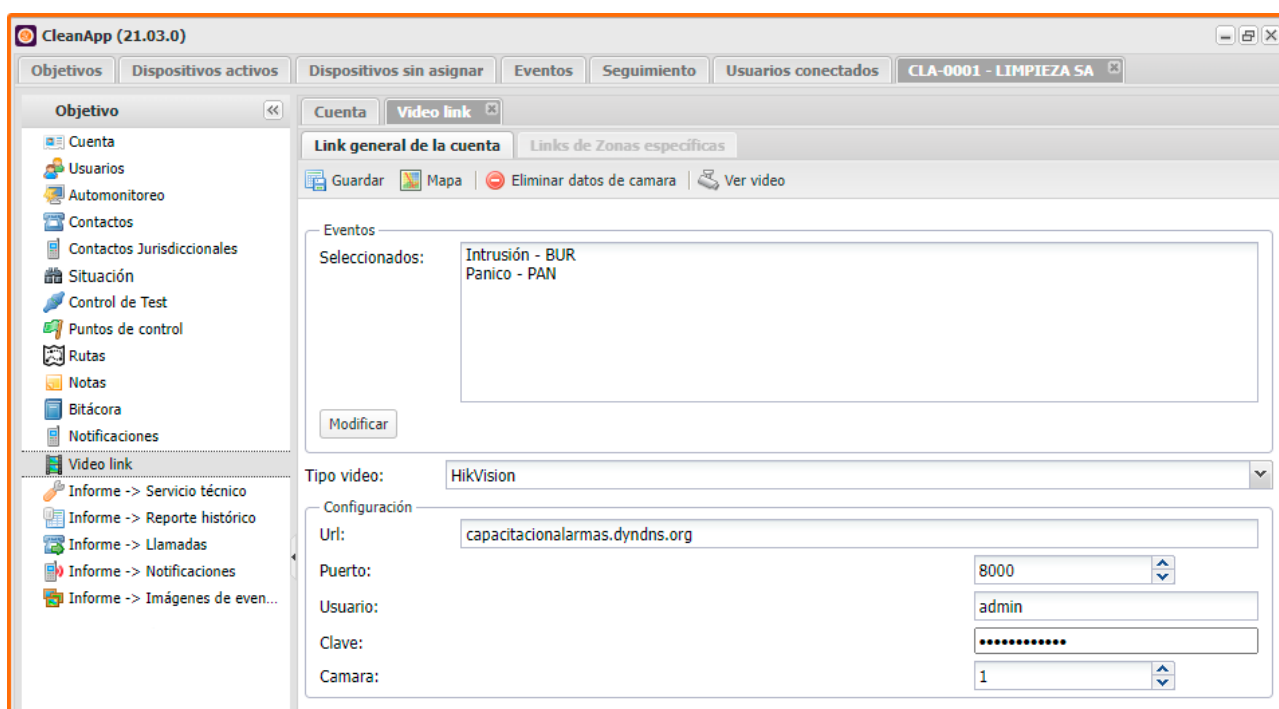 CleanApp (21.03.0)
Objetivos Dispositivos activos Dispositivos sin asignar Eventos Seguimiento Usuarios conectados CLA-0001 - LIMPIEZA SA
Objetivo
Cuenta
Usuarios
Automonitoreo
Contactos
Contactos Jurisdiccionales
Situación
Control de Test
Puntos de control
Rutas
Notas
Bitácora
Notificaciones
Video link
Informe -> Servicio técnico
Informe -> Reporte histórico
Informe -> Llamadas
Informe -> Notificaciones
Informe -> Imágenes de even...
Cuenta Video link
Link general de la cuenta Links de Zonas específicas
Guardar Mapa Eliminar datos de camara Ver video
Eventos
Seleccionados: Intrusión - BUR
Panico - PAN
Modificar
Tipo video: HikVision
Configuración
Url: capacitacionalarmas.dyndns.org
Puerto: 8000
Usuario: admin
Clave: ••••••••••••
Camara: 1